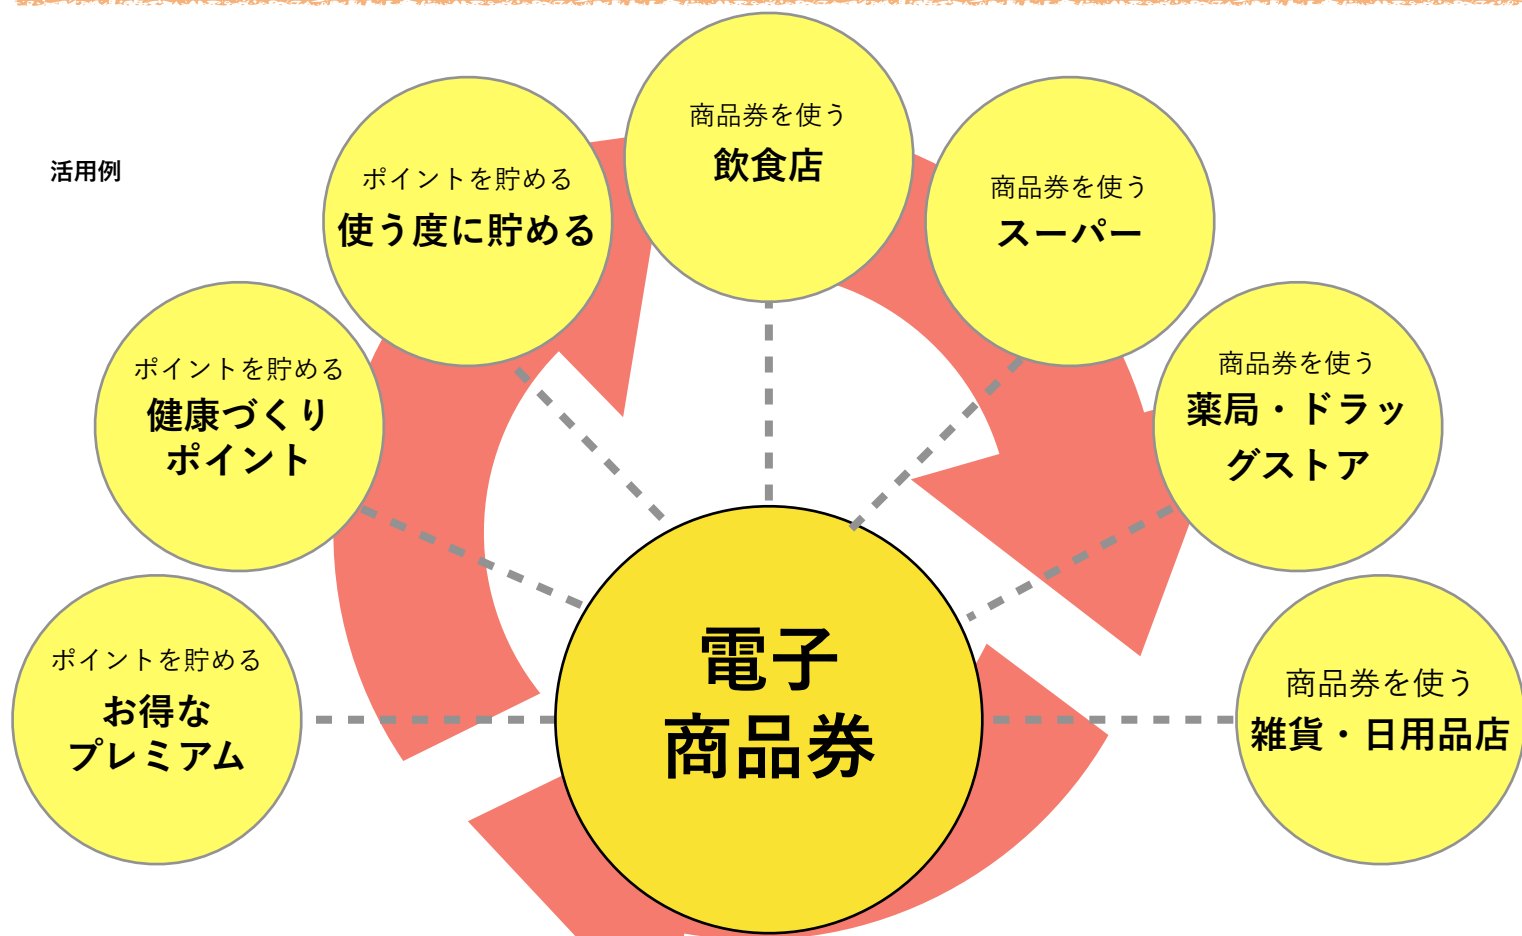 活用例
ポイントを貯める
お得な
プレミアム
ポイントを貯める
健康づくり
ポイント
ポイントを貯める
使う度に貯める
商品券を使う
飲食店
商品券を使う
スーパー
商品券を使う
薬局・ドラッ
グストア
商品券を使う
雑貨・日用品店
電子
商品券